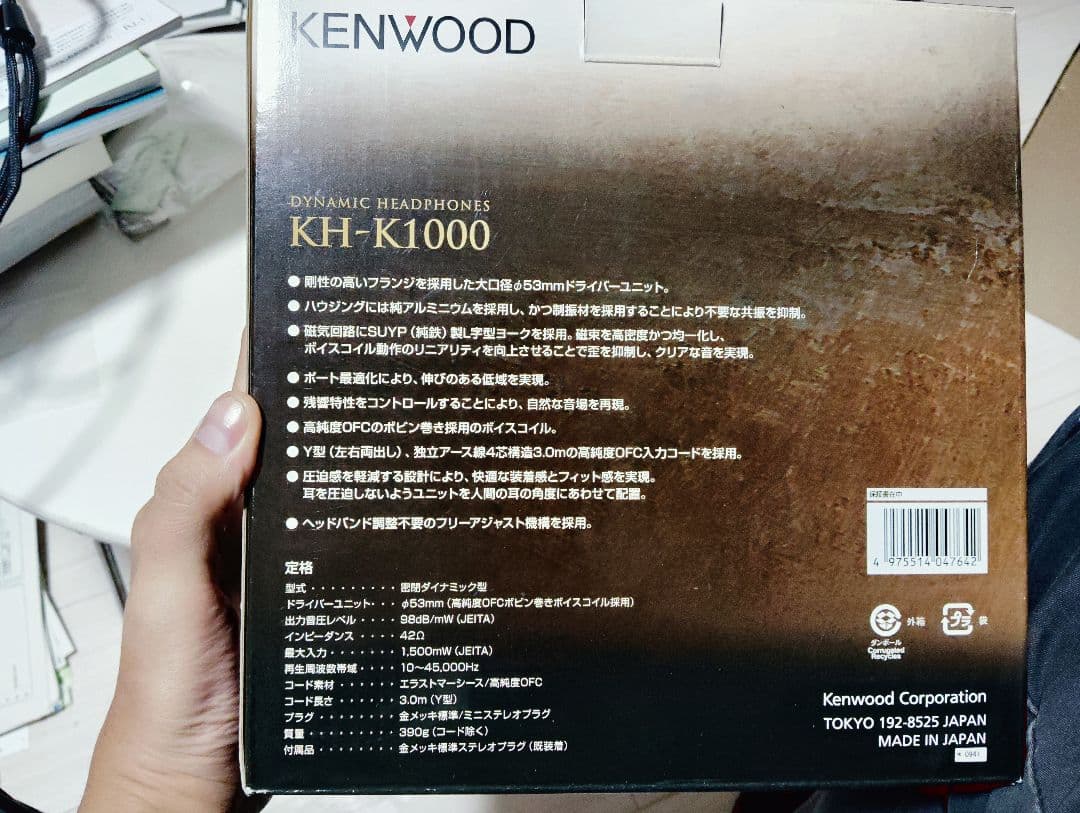 KENWOOD
DYNAMIC HEADPHONES
KH-K1000
● 剛性の高いフランジを採用した大口径φ53mmドライバーユニット。
● ハウジングには純アルミニウムを採用し、かつ制振材を採用することにより不要な共振を抑制。
● 磁気回路にSUYP（純鉄）製L字型ヨークを採用。磁束を高密度かつ均一化し、
ボイスコイル動作のリニアリティを向上させることで歪を抑制し、クリアな音を実現。
● ポート最適化により、伸びのある低域を実現。
● 残響特性をコントロールすることにより、自然な音場を再現。
● 高純度OFCのボビン巻き採用のボイスコイル。
● Y型（左右両出し）、独立アース線4芯構造3.0mの高純度OFC入力コードを採用。
● 圧迫感を軽減する設計により、快適な装着感とフィット感を実現。
耳を圧迫しないようユニットを人間の耳の角度にあわせて配置。
● ヘッドバンド調整不要のフリーアジャスト機構を採用。
定格
型式・・・・・・・・・密閉ダイナミック型
ドライバーユニット・・・φ53mm（高純度OFCボビン巻きボイスコイル採用）
出力音圧レベル・・・・98dB/mW（JEITA）
インピーダンス・・・・42Ω
最大入力・・・・・・・1,500mW（JEITA）
再生周波数帯域・・・・10～45,000Hz
コード素材・・・・・・エラストマーシース/高純度OFC
コード長さ・・・・・・3.0m（Y型）
プラグ・・・・・・・・金メッキ標準/ミニステレオプラグ
質量・・・・・・・・・390g（コード除く）
付属品・・・・・・・・金メッキ標準ステレオプラグ（既装着）
保証書在中
4 975514 047642
外箱
ダンボール
Corrugated
Recycles
プラ
袋
Kenwood Corporation
TOKYO 192-8525 JAPAN
MADE IN JAPAN
* 0941